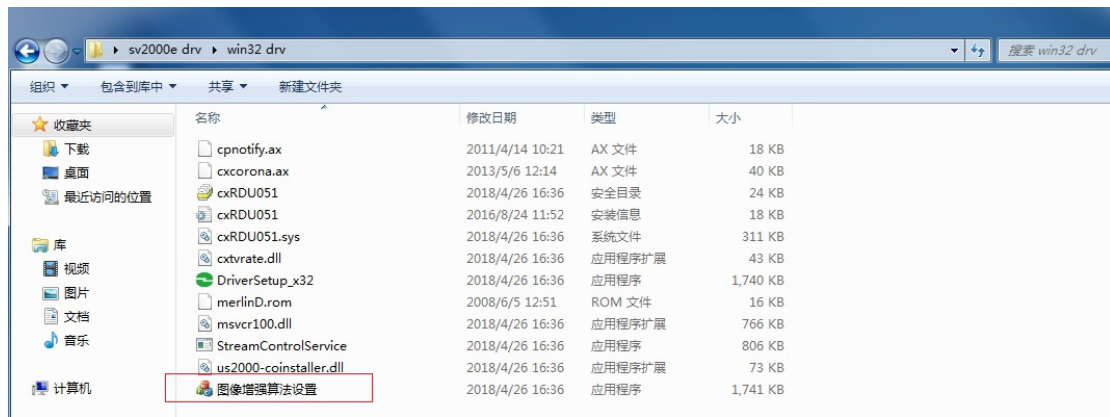 sv2000e drv ▸ win32 drv
搜索 win32 drv
组织 包含到库中 共享 新建文件夹
收藏夹
下载
桌面
最近访问的位置
库
视频
图片
文档
音乐
计算机
名称 修改日期 类型 大小
cpnotify.ax 2011/4/14 10:21 AX 文件 18 KB
cxcorona.ax 2013/5/6 12:14 AX 文件 40 KB
cxRDU051 2018/4/26 16:36 安全目录 24 KB
cxRDU051 2016/8/24 11:52 安装信息 18 KB
cxRDU051.sys 2018/4/26 16:36 系统文件 311 KB
cxtvrate.dll 2018/4/26 16:36 应用程序扩展 43 KB
DriverSetup_x32 2018/4/26 16:36 应用程序 1,740 KB
merlinD.rom 2008/6/5 12:51 ROM 文件 16 KB
msvcr100.dll 2018/4/26 16:36 应用程序扩展 766 KB
StreamControlService 2018/4/26 16:36 应用程序 806 KB
us2000-coinstaller.dll 2018/4/26 16:36 应用程序扩展 73 KB
图像增强算法设置 2018/4/26 16:36 应用程序 1,741 KB